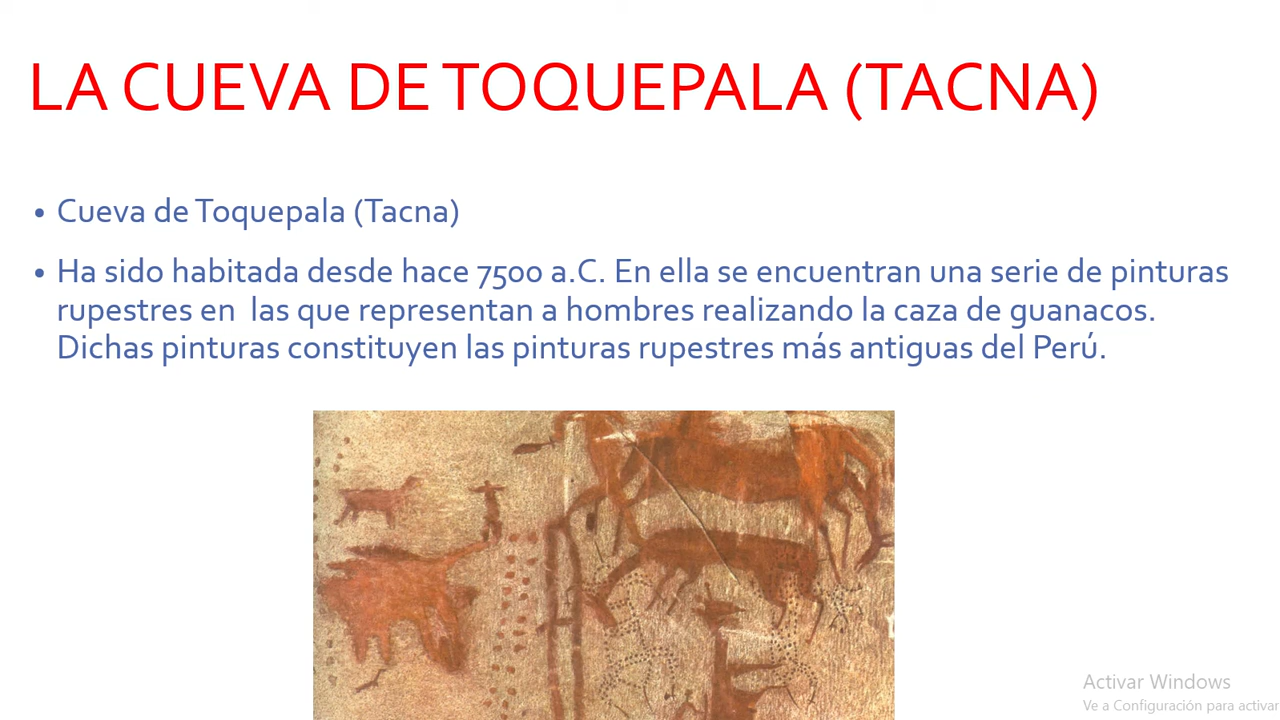 LA CUEVA DE TOQUEPALA (TACNA)
• Cueva de Toquepala (Tacna)
• Ha sido habitada desde hace 7500 a.C. En ella se encuentran una serie de pinturas
rupestres en  las que representan a hombres realizando la caza de guanacos.
Dichas pinturas constituyen las pinturas rupestres más antiguas del Perú.
Activar Windows
Ve a Configuración para activar